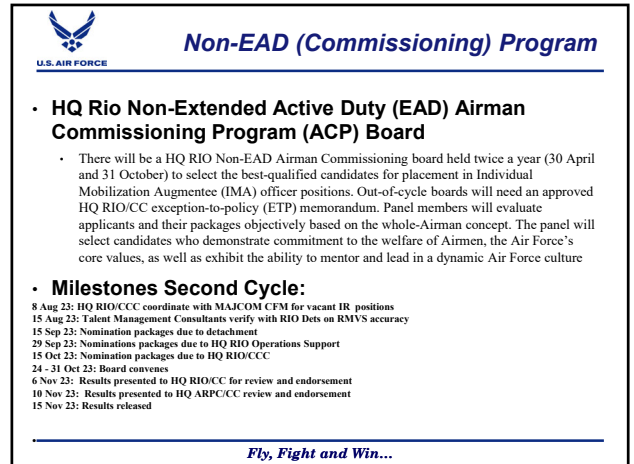 Non-EAD (Commissioning) Program
U.S. AIR FORCE
• HQ Rio Non-Extended Active Duty (EAD) Airman
Commissioning Program (ACP) Board
• There will be a HQ RIO Non-EAD Airman Commissioning board held twice a year (30 April
and 31 October) to select the best-qualified candidates for placement in Individual
Mobilization Augmentee (IMA) officer positions. Out-of-cycle boards will need an approved
HQ RIO/CC exception-to-policy (ETP) memorandum. Panel members will evaluate
applicants and their packages objectively based on the whole-Airman concept. The panel will
select candidates who demonstrate commitment to the welfare of Airmen, the Air Force’s
core values, as well as exhibit the ability to mentor and lead in a dynamic Air Force culture
• Milestones Second Cycle:
8 Aug 23: HQ RIO/CCC coordinate with MAJCOM CFM for vacant IR positions
15 Aug 23: Talent Management Consultants verify with RIO Dets on RMVS accuracy
15 Sep 23: Nomination packages due to detachment
29 Sep 23: Nominations packages due to HQ RIO Operations Support
15 Oct 23: Nomination packages due to HQ RIO/CCC
24 - 31 Oct 23: Board convenes
6 Nov 23: Results presented to HQ RIO/CC for review and endorsement
10 Nov 23: Results presented to HQ ARPC/CC review and endorsement
15 Nov 23: Results released
•
Fly, Fight and Win...